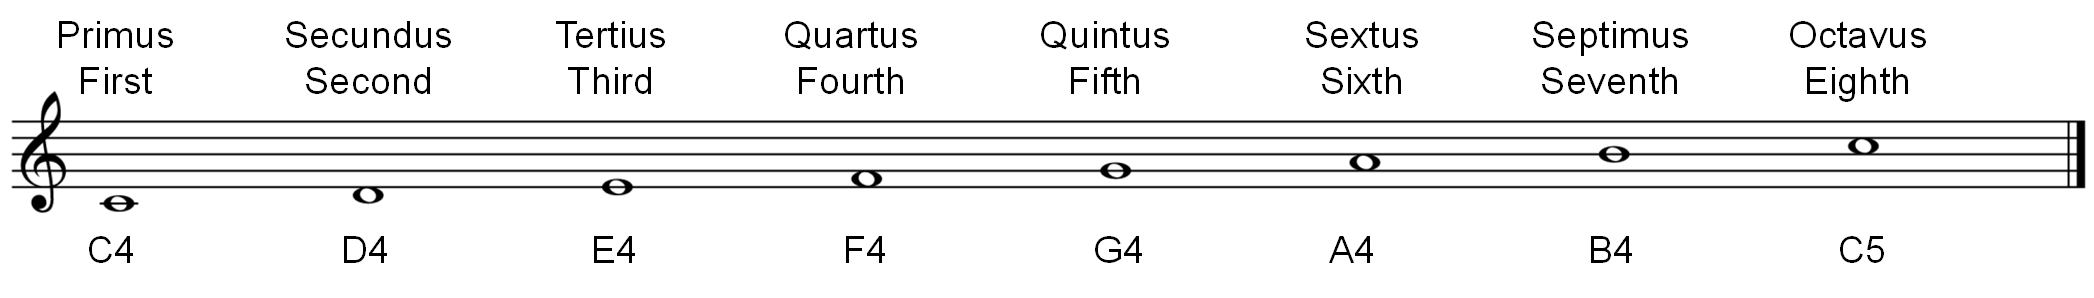 Primus Secundus Tertius Quartus Quintus Sextus Septimus Octavus
First Second Third Fourth Fifth Sixth Seventh Eighth
C4 D4 E4 F4 G4 A4 B4 C5